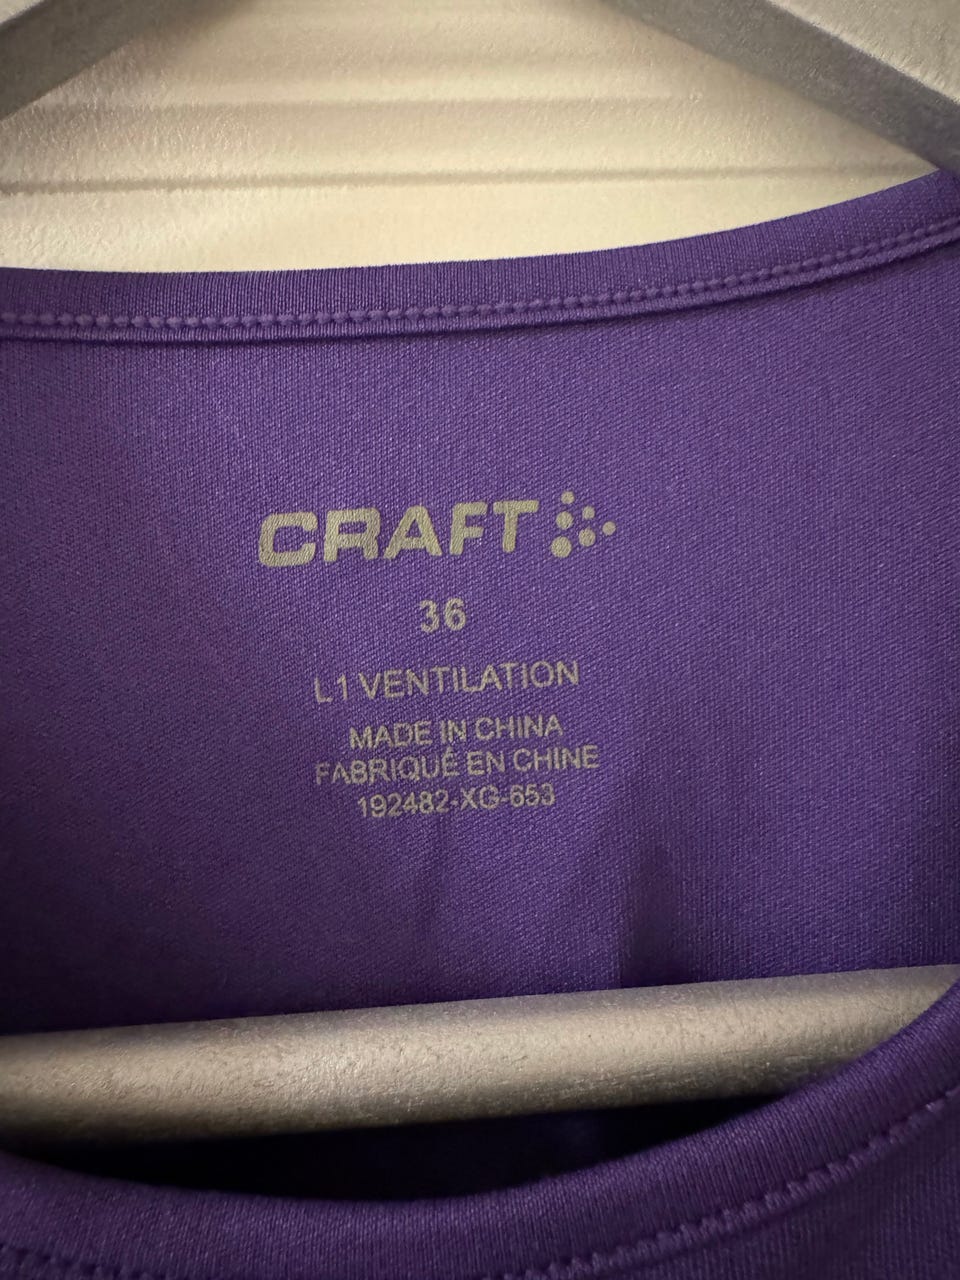 CRAFT
36
L1 VENTILATION
MADE IN CHINA
FABRIQUÉ EN CHINE
192482-XG-653